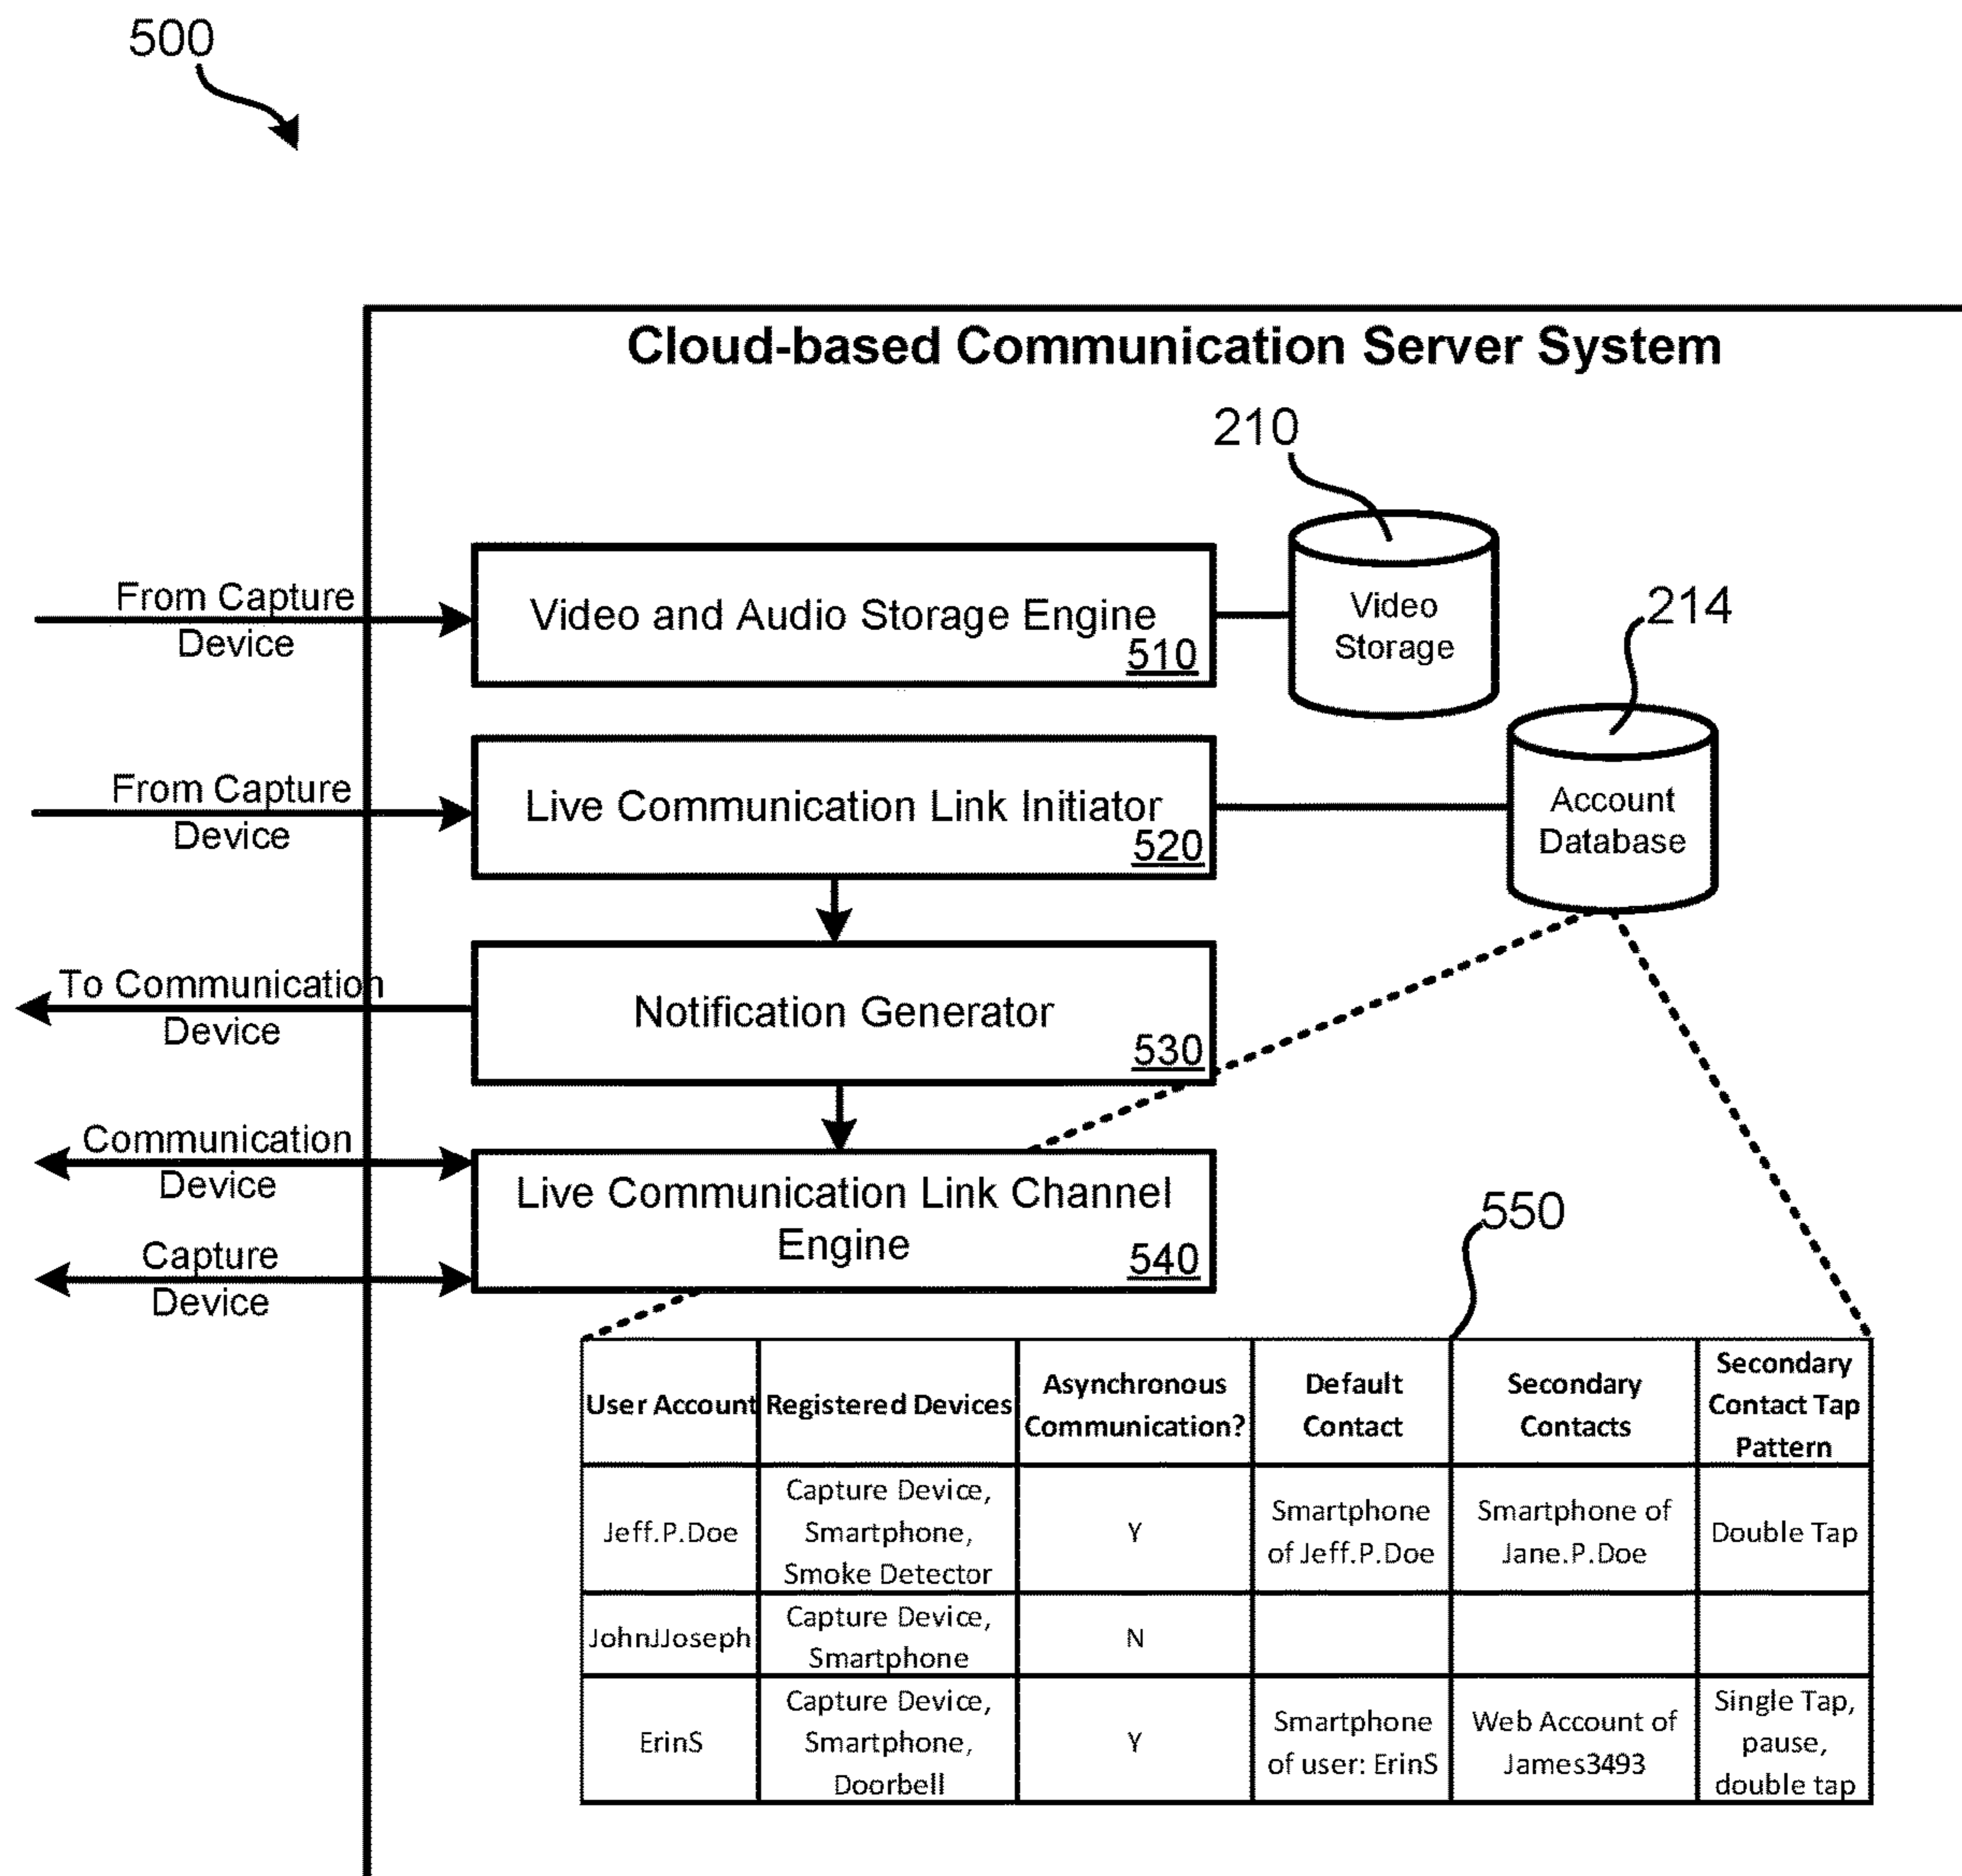 500
Cloud-based Communication Server System
210
From Capture
Device
Video and Audio Storage Engine
510
Video
Storage
214
From Capture
Device
Live Communication Link Initiator
520
Account
Database
To Communication
Device
Notification Generator
530
Communication
Device
Live Communication Link Channel
Engine
540
Capture
Device
550
User Account
Registered Devices
Asynchronous
Communication?
Default
Contact
Secondary
Contacts
Secondary
Contact Tap
Pattern
Jeff.P.Doe
Capture Device,
Smartphone,
Smoke Detector
Y
Smartphone
of Jeff.P.Doe
Smartphone of
Jane.P.Doe
Double Tap
JohnJJoseph
Capture Device,
Smartphone
N
ErinS
Capture Device,
Smartphone,
Doorbell
Y
Smartphone
of user: ErinS
Web Account of
James3493
Single Tap,
pause,
double tap